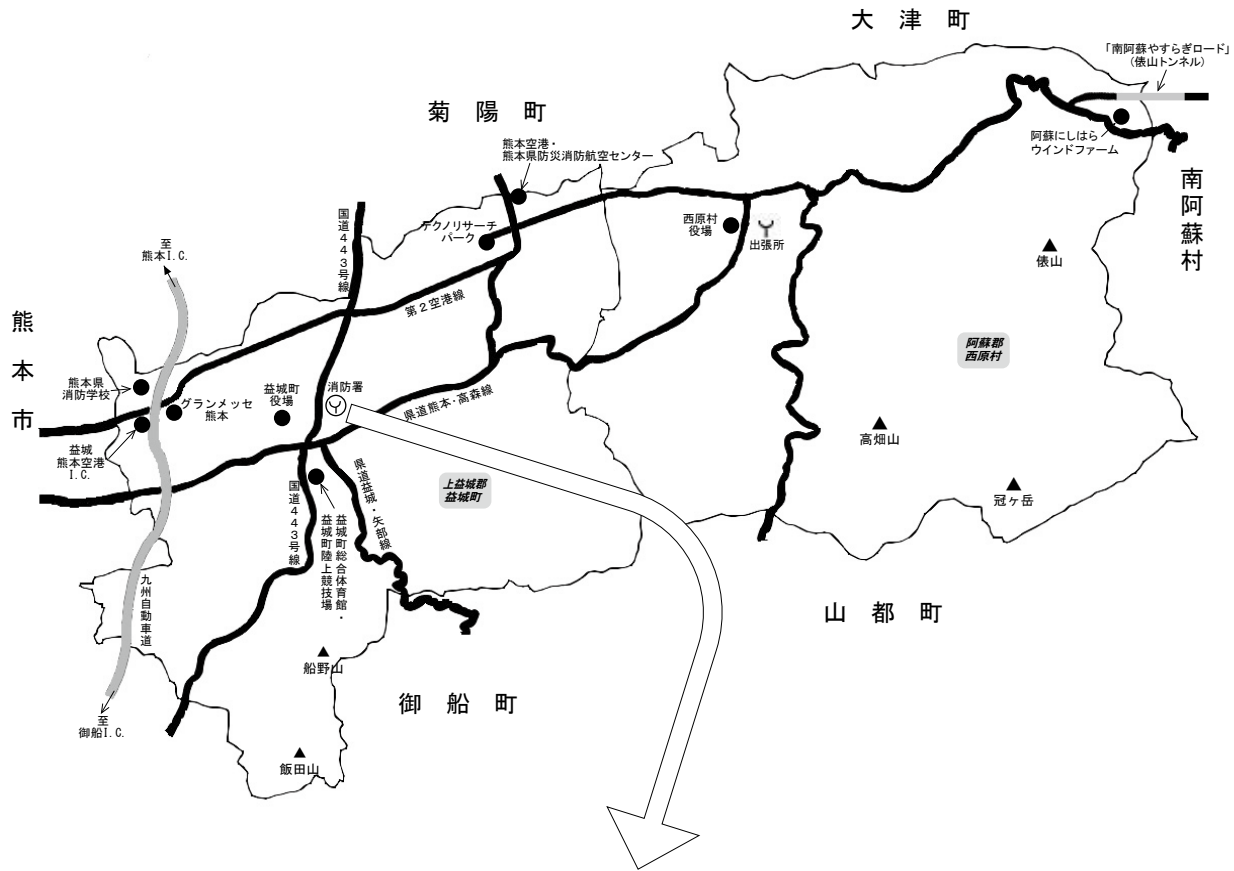 大津町
「南阿蘇やすらぎロード」
(俵山トンネル)
菊陽町
熊本空港・
熊本県防災消防航空センター
阿蘇にしはら
ウインドファーム
南阿蘇村
国道443号線
テクノリサーチ
パーク
西原村
役場
出張所
俵山
至
熊本I.C.
第2空港線
熊本市
阿蘇郡
西原村
熊本県
消防学校
グランメッセ
熊本
益城町
役場
消防署
県道熊本・高森線
高畑山
益城
熊本空港
I.C.
上益城郡
益城町
冠ヶ岳
国道443号線
県道益城・矢部線
益城町総合体育館・
益城町陸上競技場
九州自動車道
山都町
船野山
御船町
至
御船I.C.
飯田山